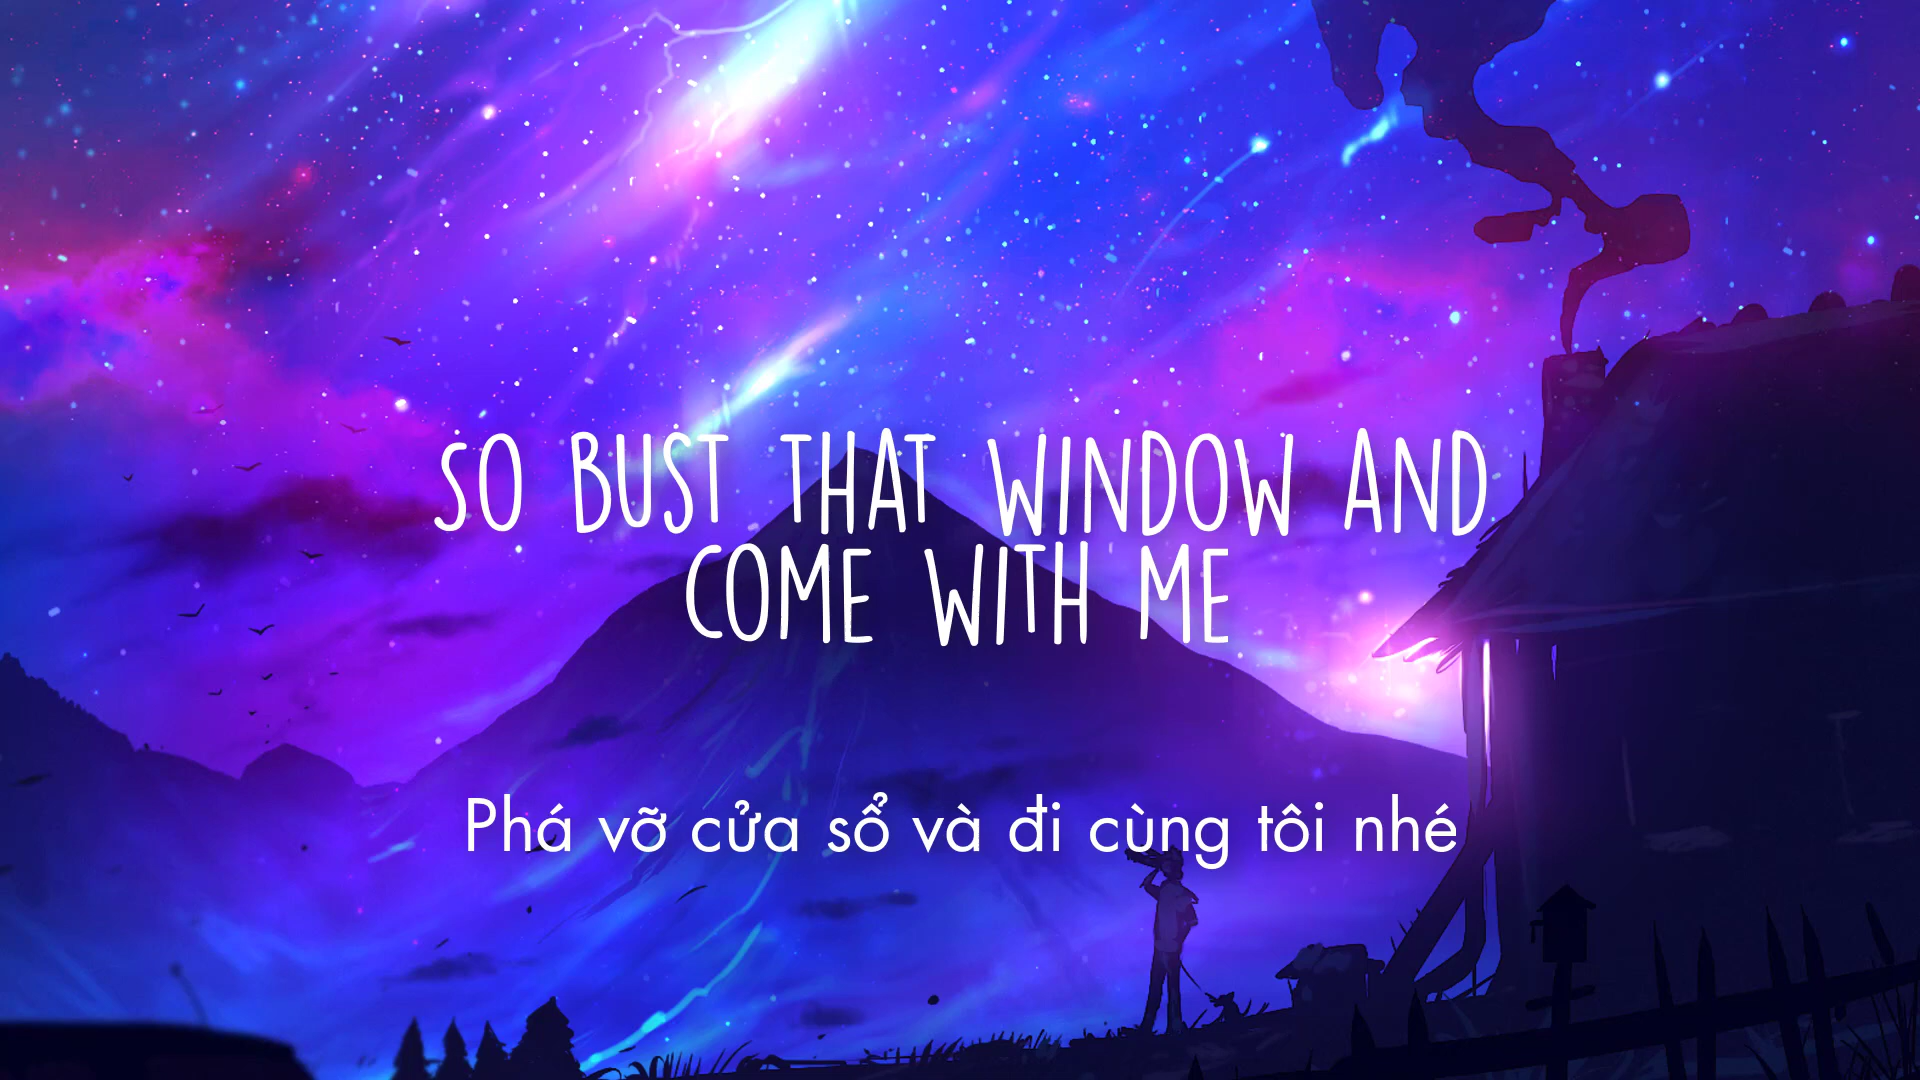 SO BUST THAT WINDOW AND
COME WITH ME
Phá vỡ cửa sổ và đi cùng tôi nhé